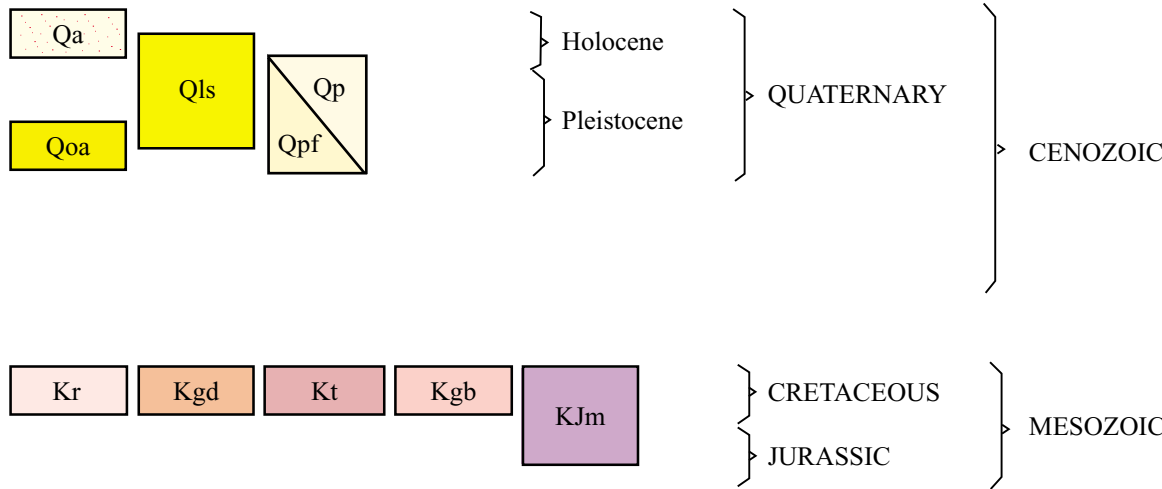 Qa
Qls
Qp
Qpf
Qoa
Holocene
Pleistocene
QUATERNARY
CENOZOIC
Kr
Kgd
Kt
Kgb
KJm
CRETACEOUS
JURASSIC
MESOZOIC